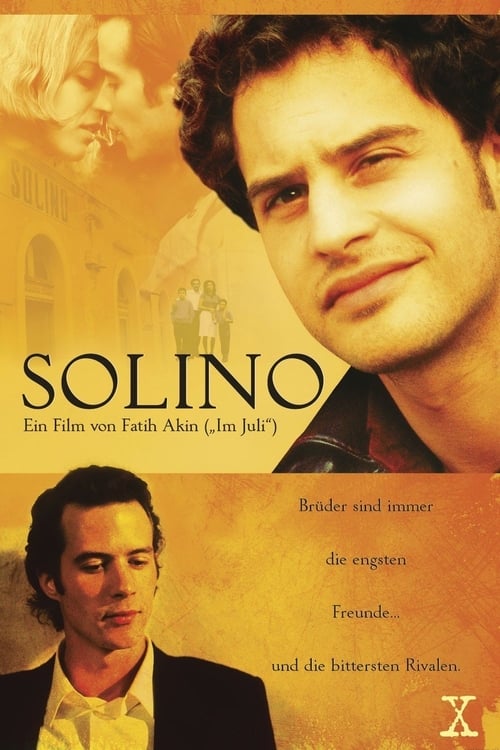 SOLINO
SOLINO
Ein Film von Fatih Akin („Im Juli“)
Brüder sind immer
die engsten
Freunde...
und die bittersten Rivalen.
X